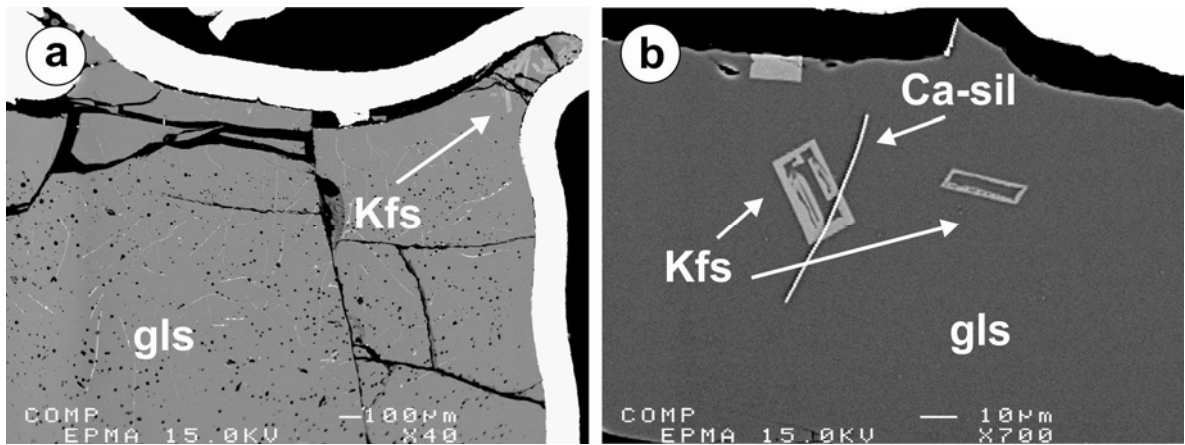 a
Kfs
gls
COMP 100μm
EPMA 15.0KV X40
b
Ca-sil
Kfs
gls
COMP 10μm
EPMA 15.0KV X700